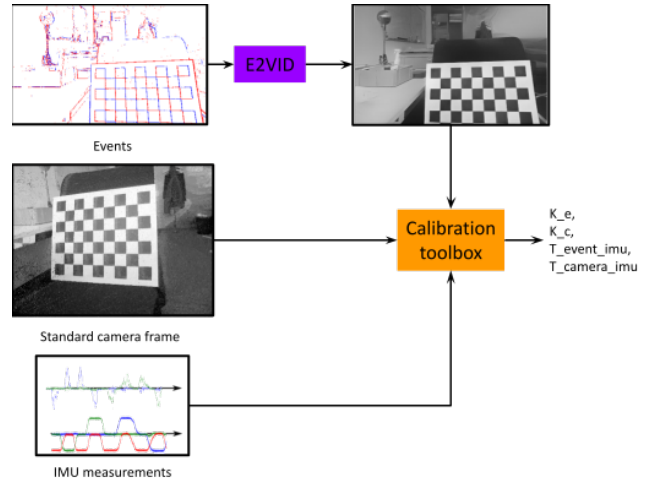 E2VID
Events
Calibration
toolbox
K_e,
K_c,
T_event_imu,
T_camera_imu
Standard camera frame
IMU measurements